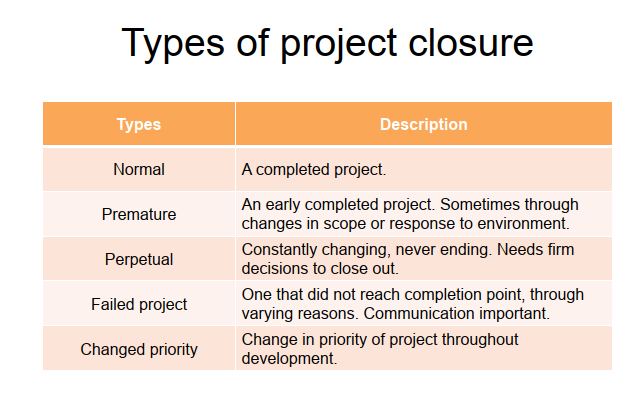 Types of project closure
Types
Description
Normal
A completed project.
Premature
An early completed project. Sometimes through
changes in scope or response to environment.
Perpetual
Constantly changing, never ending. Needs firm
decisions to close out.
Failed project
One that did not reach completion point, through
varying reasons. Communication important.
Changed priority
Change in priority of project throughout
development.